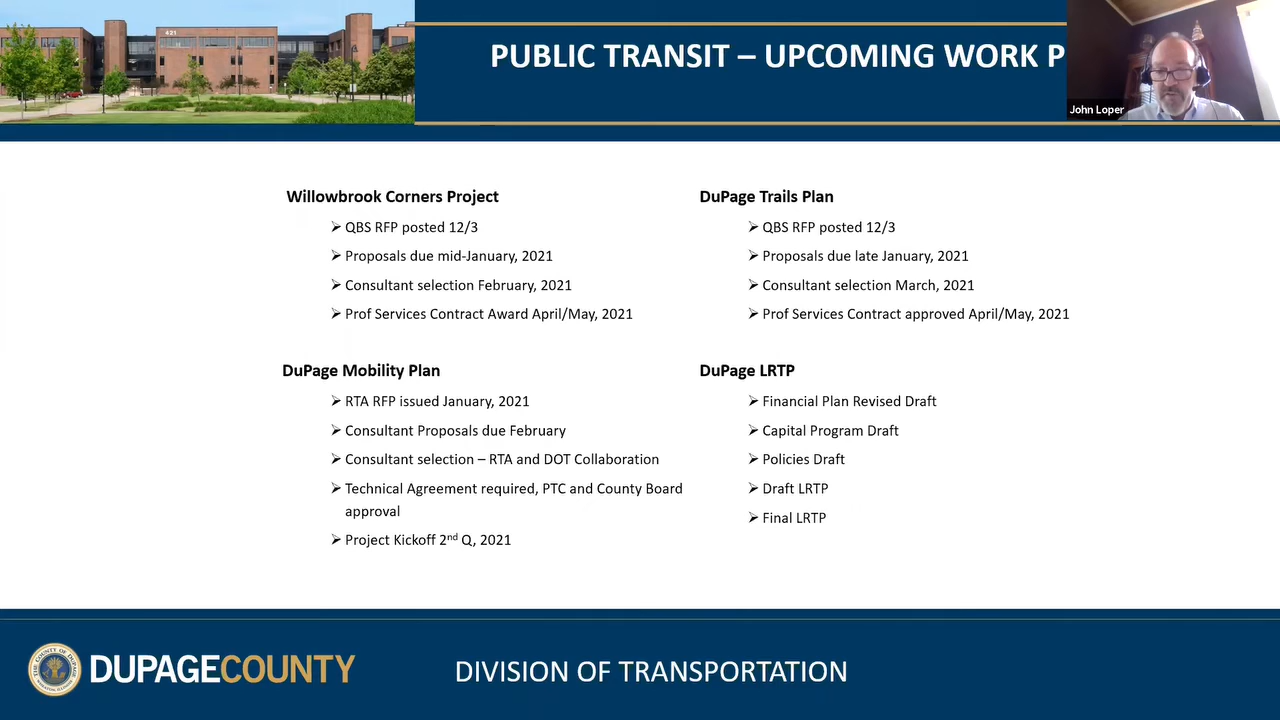 421
PUBLIC TRANSIT – UPCOMING WORK P
John Loper
Willowbrook Corners Project
➢ QBS RFP posted 12/3
➢ Proposals due mid-January, 2021
➢ Consultant selection February, 2021
➢ Prof Services Contract Award April/May, 2021
DuPage Trails Plan
➢ QBS RFP posted 12/3
➢ Proposals due late January, 2021
➢ Consultant selection March, 2021
➢ Prof Services Contract approved April/May, 2021
DuPage Mobility Plan
➢ RTA RFP issued January, 2021
➢ Consultant Proposals due February
➢ Consultant selection – RTA and DOT Collaboration
➢ Technical Agreement required, PTC and County Board
approval
➢ Project Kickoff 2nd Q, 2021
DuPage LRTP
➢ Financial Plan Revised Draft
➢ Capital Program Draft
➢ Policies Draft
➢ Draft LRTP
➢ Final LRTP
THE COUNTY OF DUPAGE
DUPAGECOUNTY
DIVISION OF TRANSPORTATION